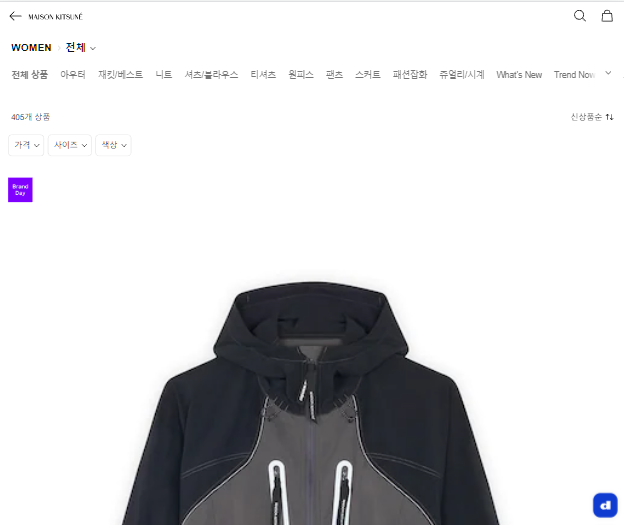 MAISON KITSUNÉ
WOMEN 전체
전체 상품 아우터 재킷/베스트 니트 셔츠/블라우스 티셔츠 원피스 팬츠 스커트 패션잡화 쥬얼리/시계 What's New Trend Now
405개 상품 신상품순
가격 사이즈 색상
Brand
Day
d